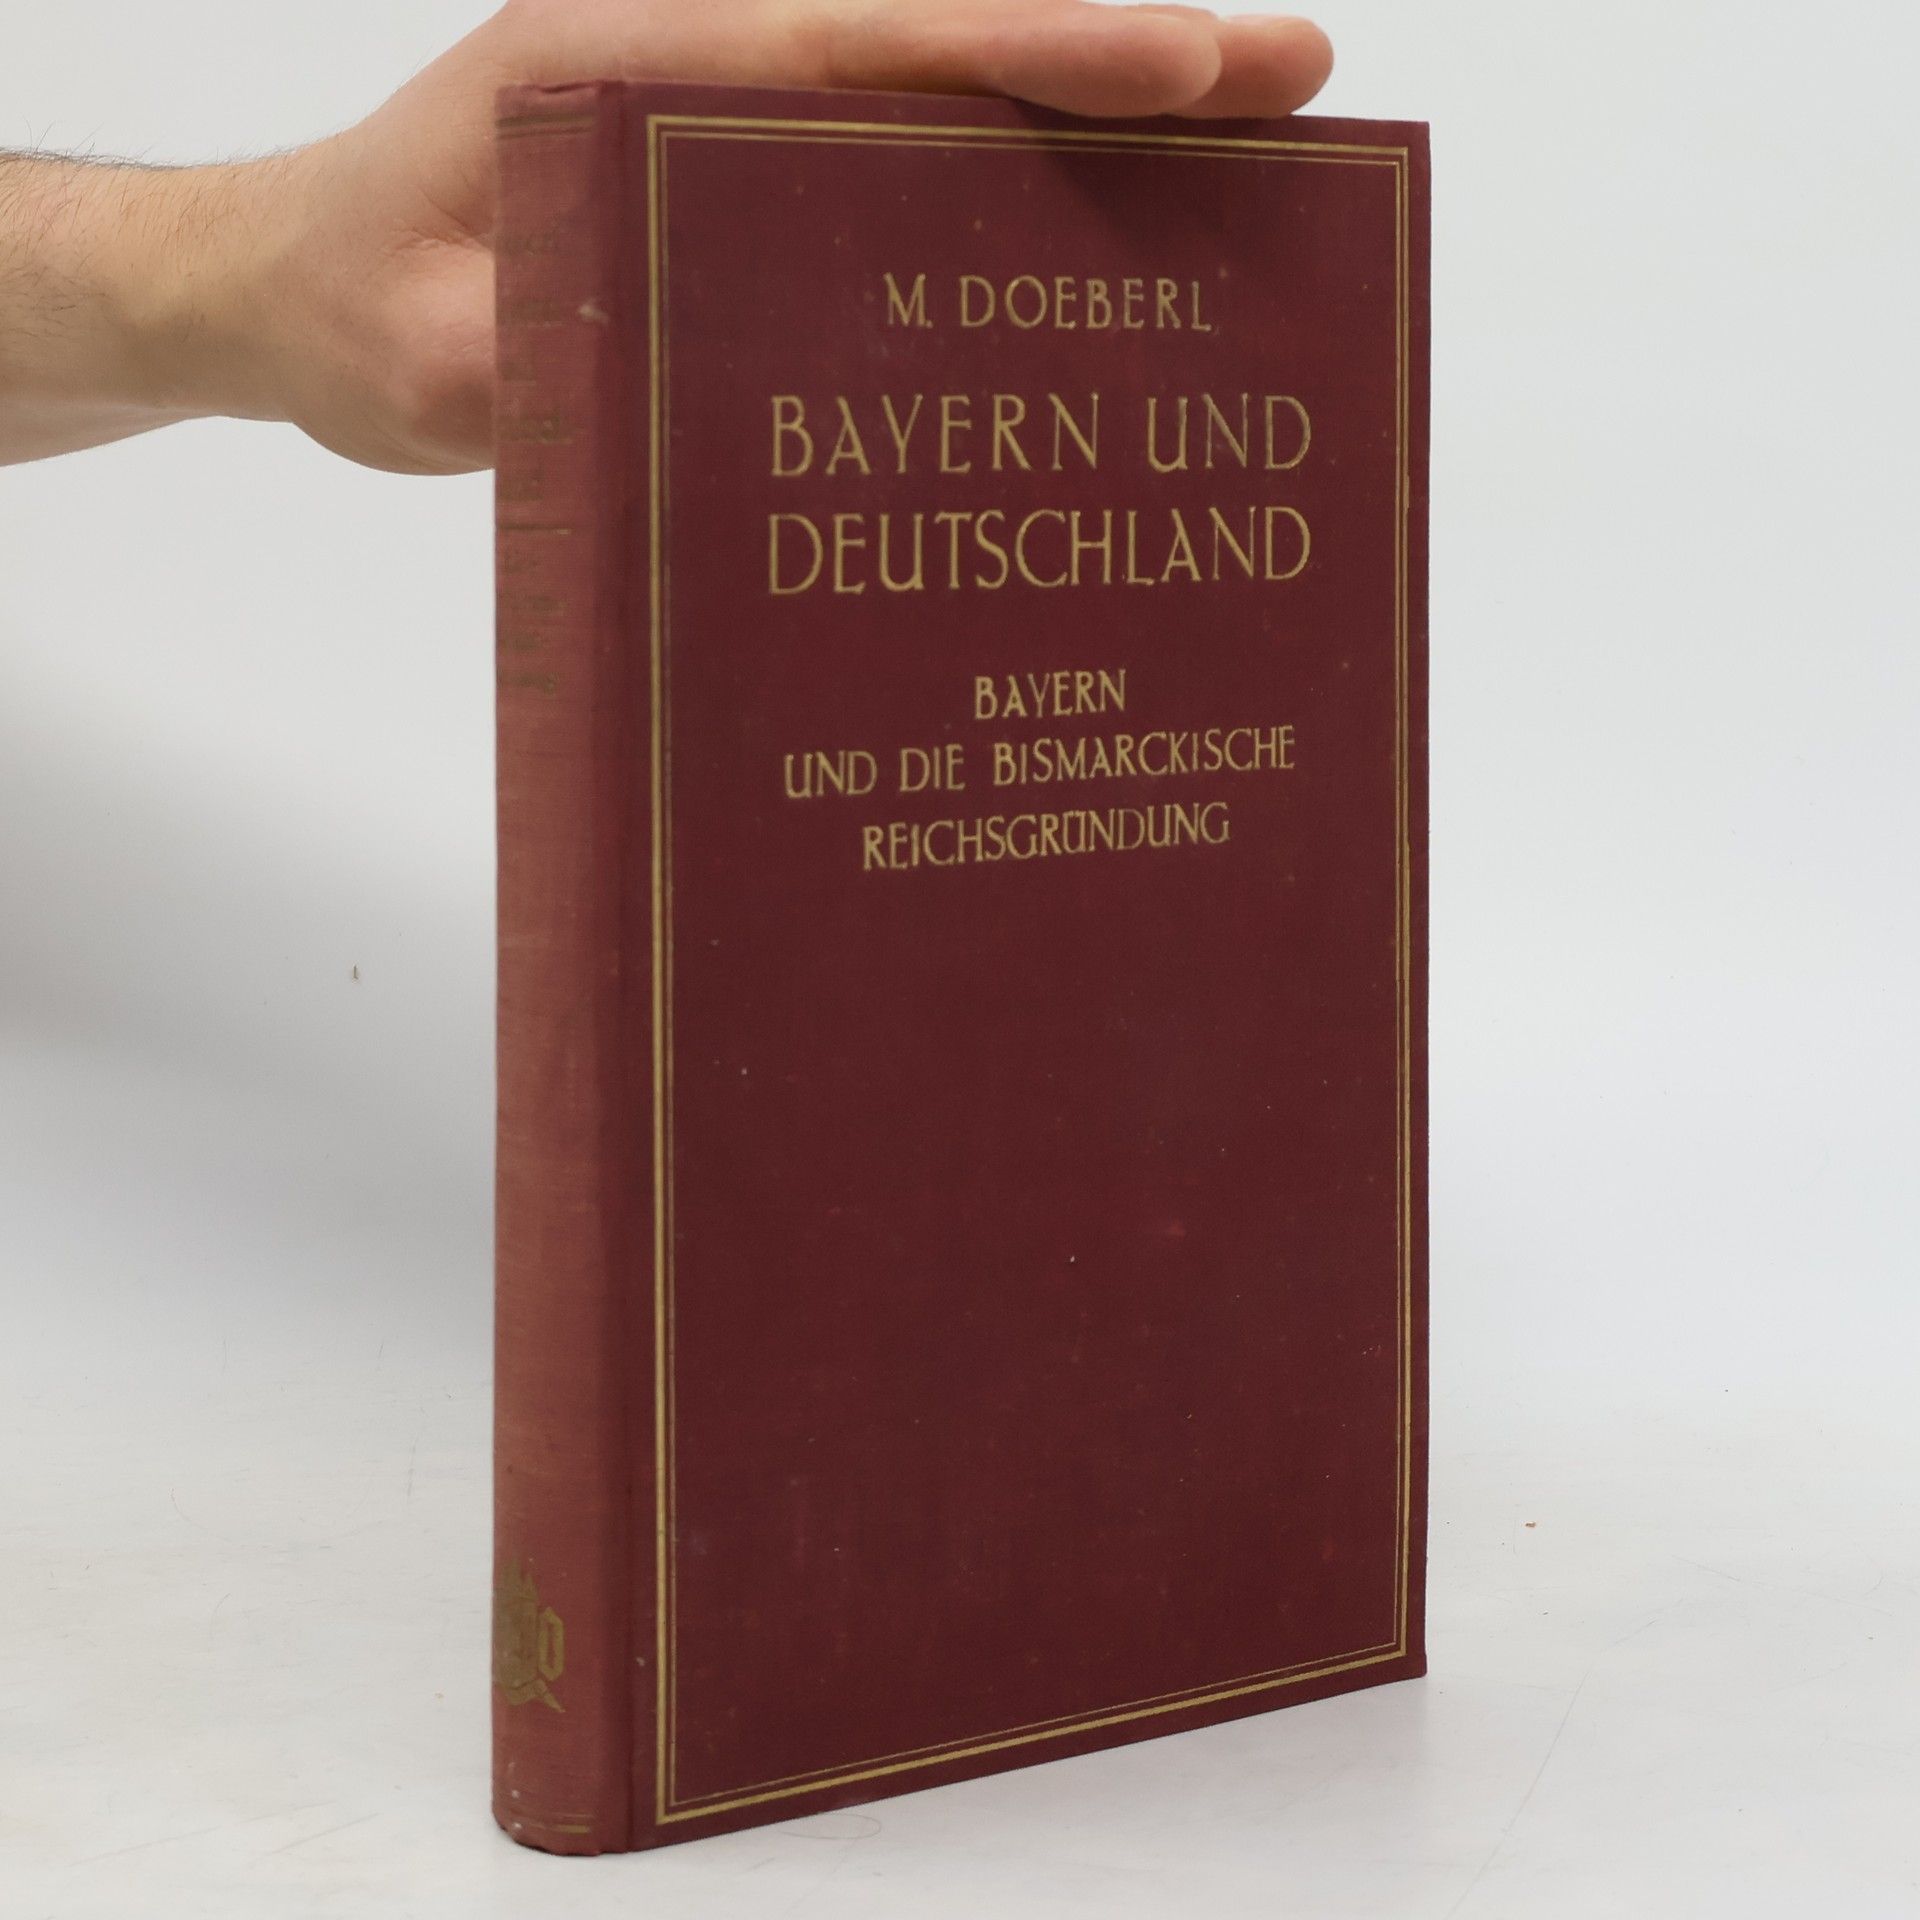 M. DOEBERL
BAYERN UND
DEUTSCHLAND
BAYERN
UND DIE BISMARCKISCHE
REICHSGRÜNDUNG